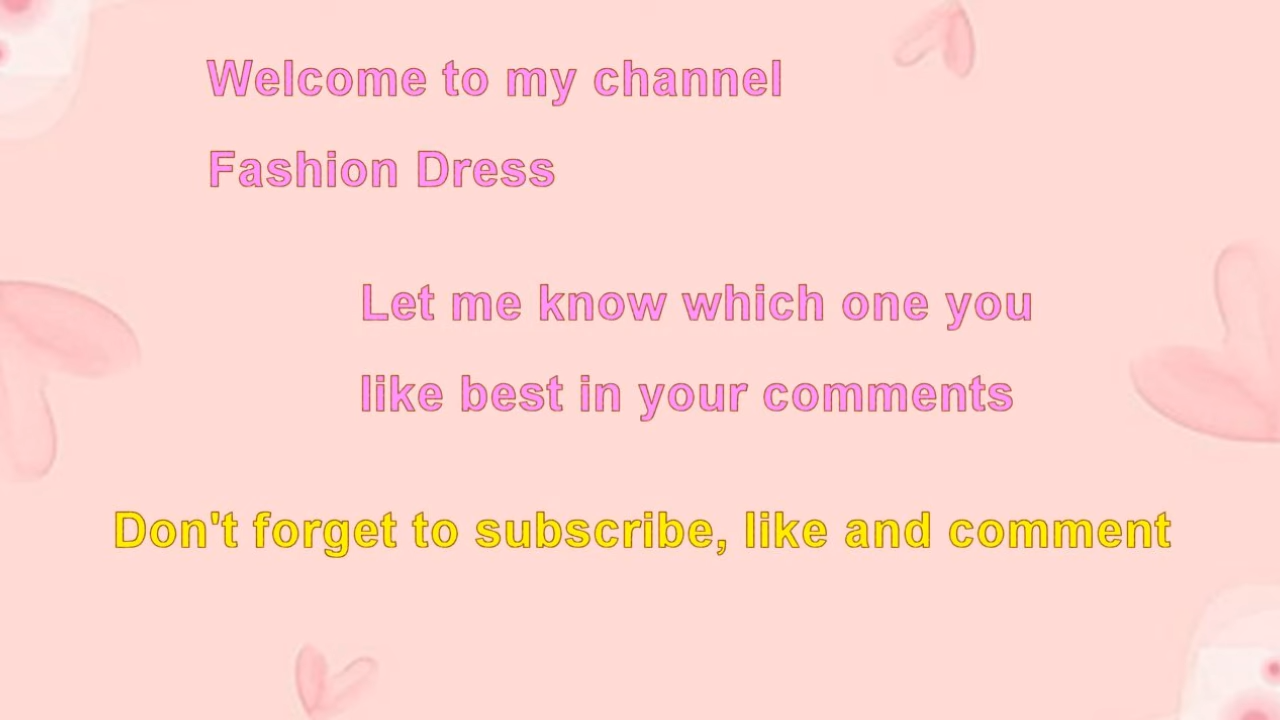 Welcome to my channel
Fashion Dress
Let me know which one you
like best in your comments
Don't forget to subscribe, like and comment